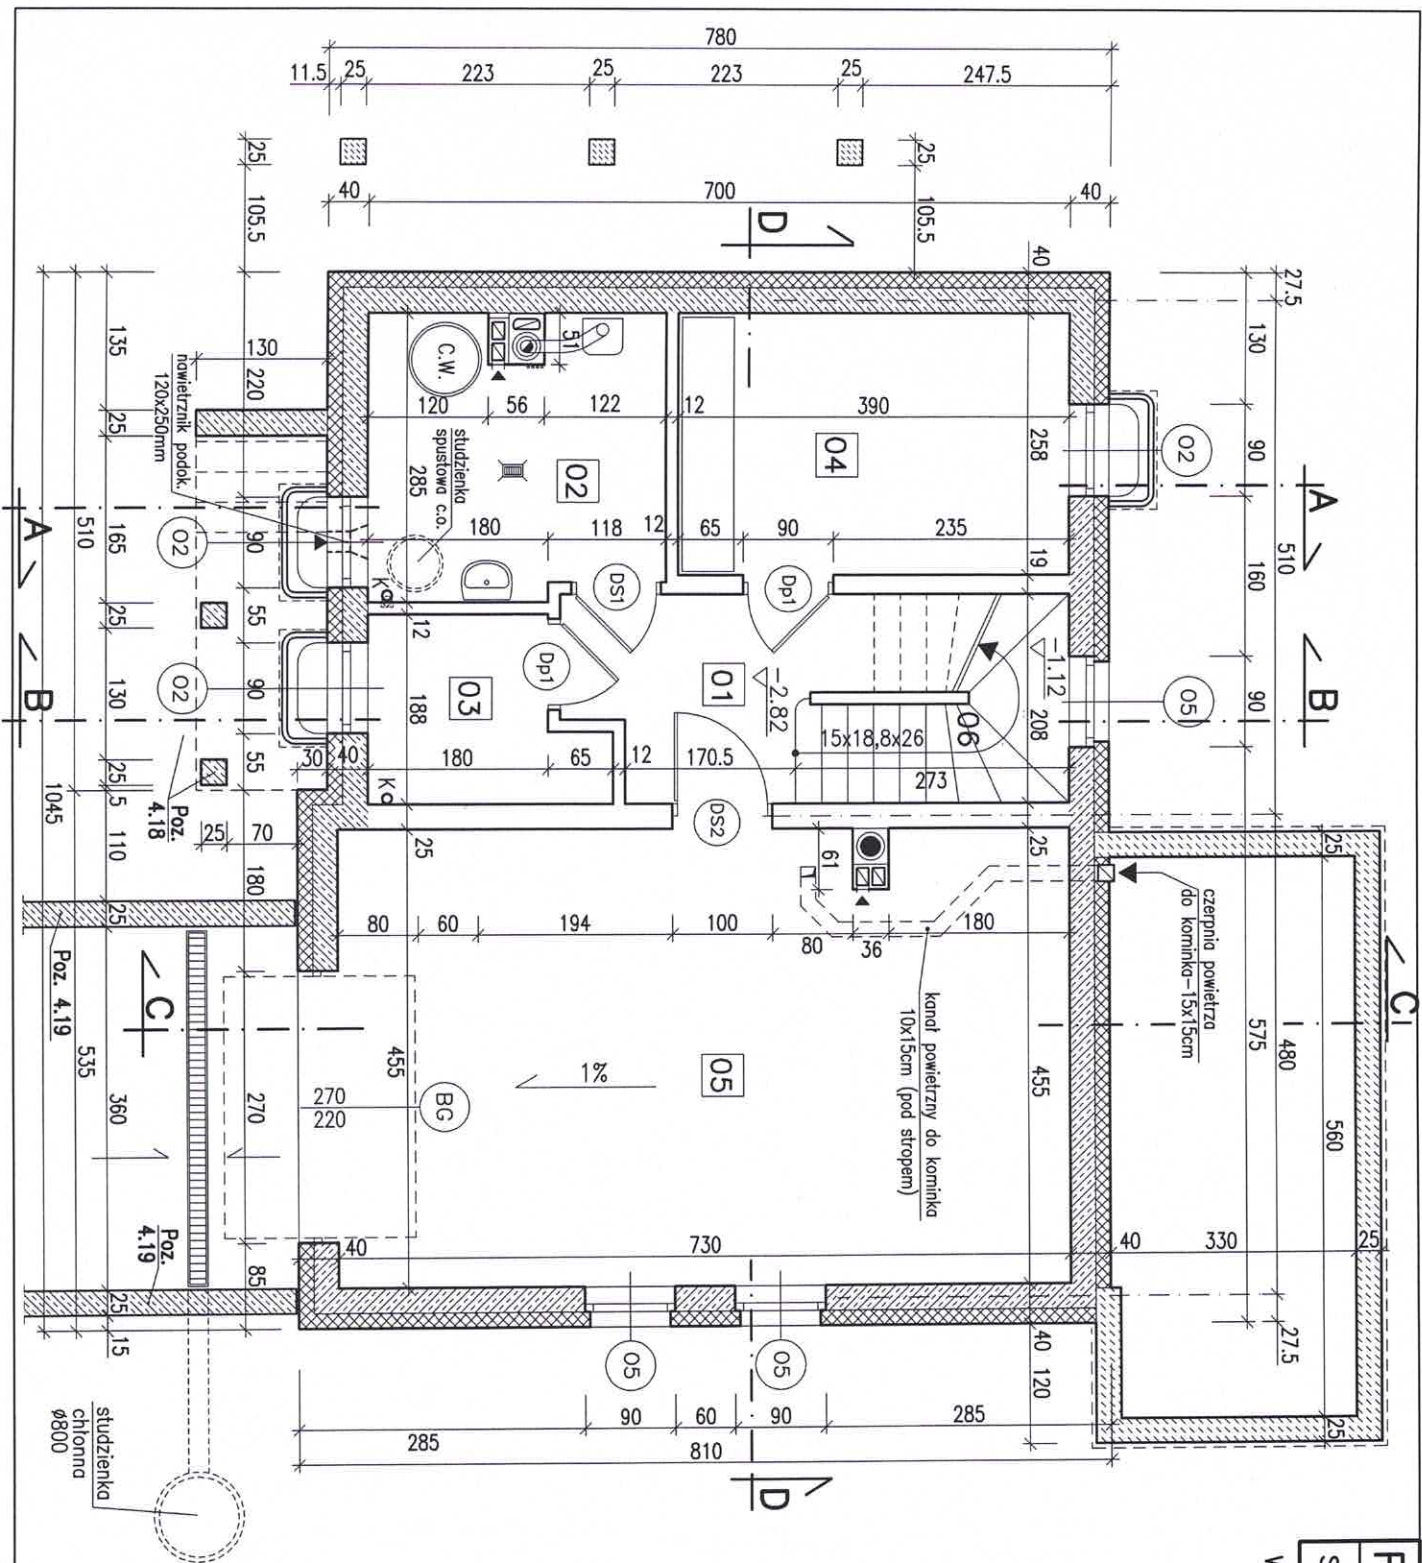 780
11.5 25 223 25 223 25 247.5
25 105.5
25 105.5
40 700 40
D
40
27.5
130 90 160 90
510
575
480
27.5
A
B
C
A
B
C
135 25 165 25 130 25 5 110 25 360 25 15
510
535
1045
130
220 90 55 90 55 180 270 85
nawietrznik podok.
120x250mm
C.W.
51
120 56 122 12 390
258
04
02
studzienka
spustowa c.o.
285
180 118 12 65 90 235
19
DS1
Dp1
Dp1
02
02
02
05
Ka
12
03
188
01
-2.82
-1.12
208
06
15x18,8x26
273
30 40 180 65 12 170.5
Ka
DS2
25
61
25
Poz.
4.18
25 70
Poz. 4.19
Poz.
4.19
80 60 194 100 80 36 180
czerpnia powietrza
do kominka-15x15cm
kanał powietrzny do kominka
10x15cm (pod stropem)
05
1%
455
455
BG
270
220
40 730
40 330 25
25
560
25
40 120
05
05
285 90 60 90 285
810
D
studzienka
chłonna
ø800